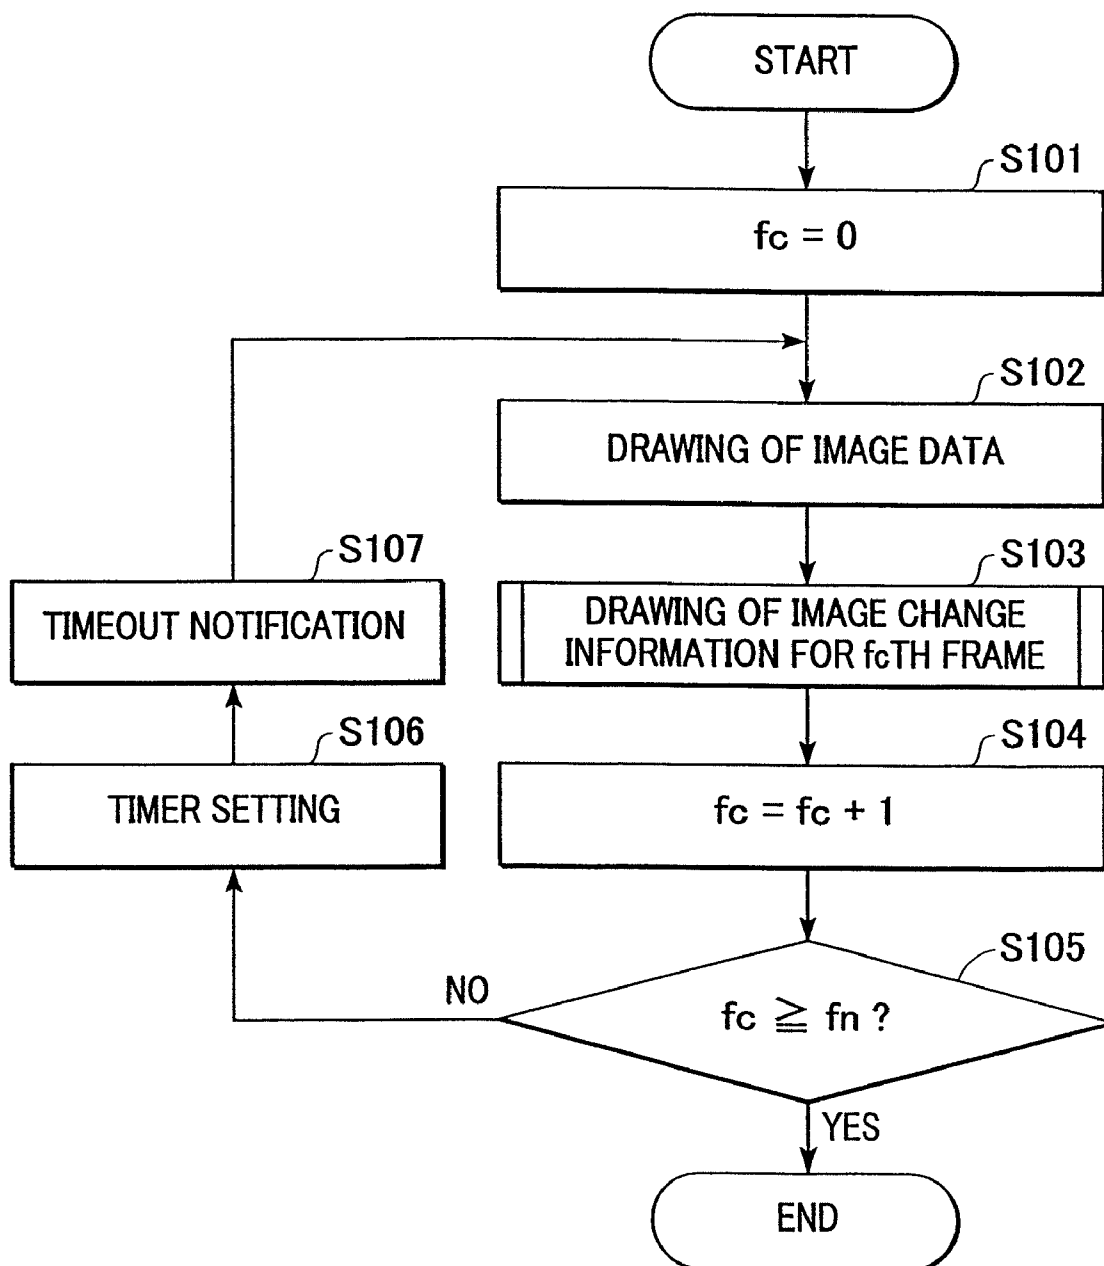 START
S101
fc = 0
S102
DRAWING OF IMAGE DATA
S103
DRAWING OF IMAGE CHANGE
INFORMATION FOR fcTH FRAME
S104
fc = fc + 1
S105
fc ≧ fn ?
NO
S106
TIMER SETTING
S107
TIMEOUT NOTIFICATION
YES
END